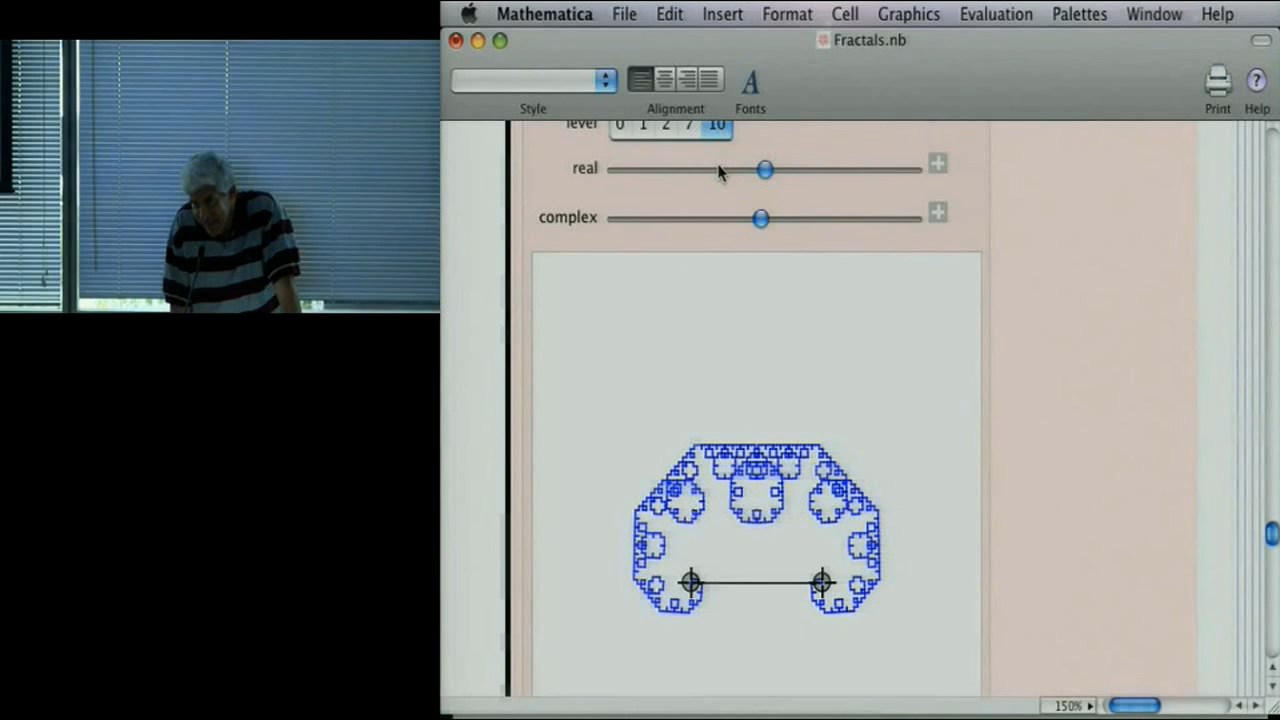 Mathematica File Edit Insert Format Cell Graphics Evaluation Palettes Window Help
Fractals.nb
Style Alignment A Fonts Print ? Help
level 0 1 2 7 10
real
complex
150%